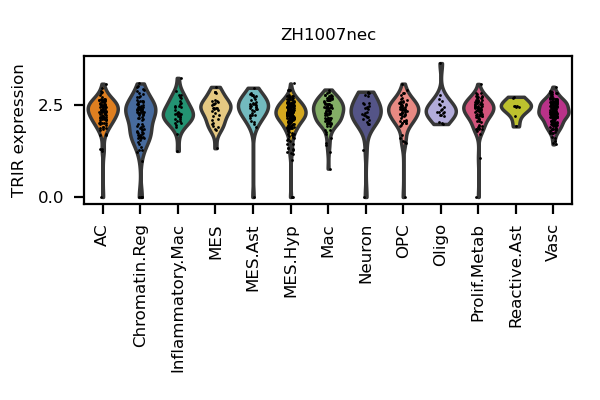 ZH1007nec
TRIR expression
2.5
0.0
AC
Chromatin.Reg
Inflammatory.Mac
MES
MES.Ast
MES.Hyp
Mac
Neuron
OPC
Oligo
Prolif.Metab
Reactive.Ast
Vasc